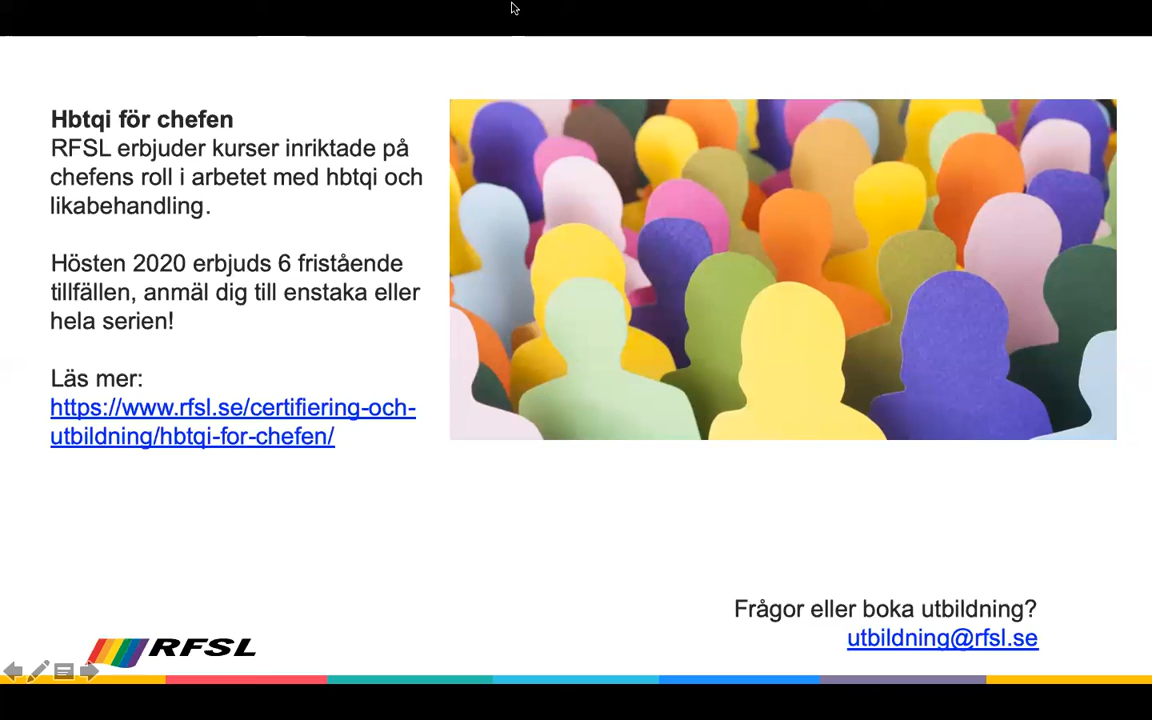 Hbtqi för chefen
RFSL erbjuder kurser inriktade på
chefens roll i arbetet med hbtqi och
likabehandling.
Hösten 2020 erbjuds 6 fristående
tillfällen, anmäl dig till enstaka eller
hela serien!
Läs mer:
https://www.rfsl.se/certifiering-och-
utbildning/hbtqi-for-chefen/
Frågor eller boka utbildning?
utbildning@rfsl.se
RFSL